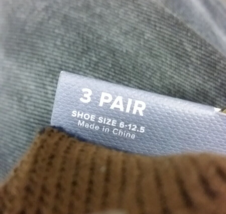 3 PAIR
SHOE SIZE 6-12.5
Made in China